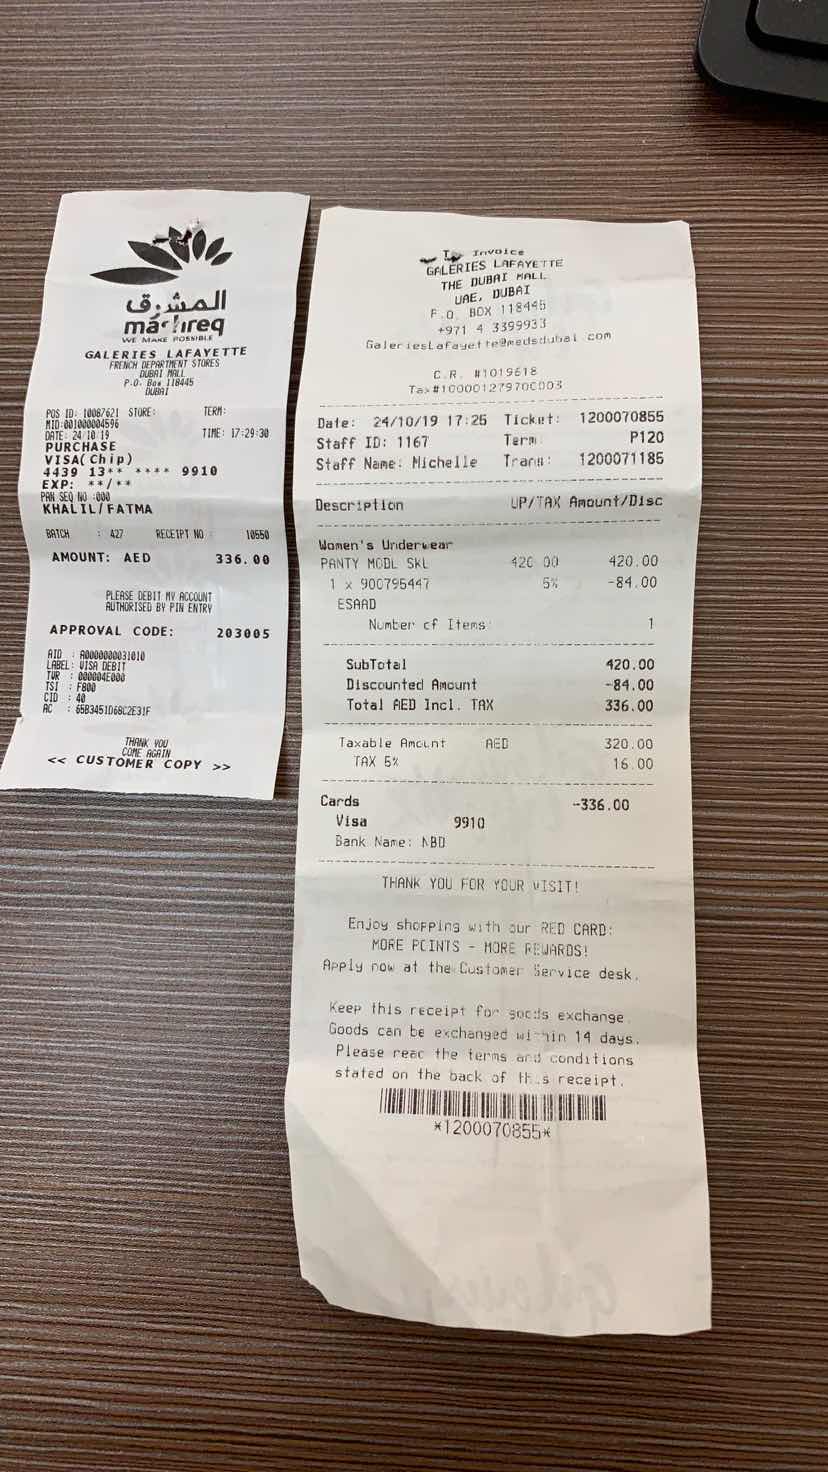 المشرق
mashreq
WE MAKE POSSIBLE
GALERIES LAFAYETTE
FRENCH DEPARTMENT STORES
DUBAI MALL
P.O. Box 118445
DUBAI
POS ID: 10087621 STORE: TERM:
MID:001000004596
DATE: 24/10/19 TIME: 17:29:30
PURCHASE
VISA(Chip)
4439 13** **** 9910
EXP: **/**
PAN SEQ NO :000
KHALIL/FATMA
BATCH : 427 RECEIPT NO : 10550
AMOUNT: AED 336.00
PLEASE DEBIT MY ACCOUNT
AUTHORISED BY PIN ENTRY
APPROVAL CODE: 203005
AID : A0000000031010
LABEL: VISA DEBIT
TVR : 000004E000
TSI : F800
CID : 40
AC : 65B3451D68C2E31F
THANK YOU
COME AGAIN
<< CUSTOMER COPY >>
Invoice
GALERIES LAFAYETTE
THE DUBAI MALL
UAE, DUBAI
P.O. BOX 118445
+971 4 3399933
GaleriesLafayette@medsdubai.com
C.R. #1019618
Tax#100001279700003
Date: 24/10/19 17:25 Ticket: 1200070855
Staff ID: 1167 Term: P120
Staff Name: Michelle Trans: 1200071185
Description UP/TAX Amount/Disc
Women's Underwear
PANTY MODL SKL 420.00 420.00
1 x 900795447 5% -84.00
ESAAD
Number of Items: 1
SubTotal 420.00
Discounted Amount -84.00
Total AED Incl. TAX 336.00
Taxable Amount AED 320.00
TAX 5% 16.00
Cards -336.00
Visa 9910
Bank Name: NBD
THANK YOU FOR YOUR VISIT!
Enjoy shopping with our RED CARD:
MORE POINTS - MORE REWARDS!
Apply now at the Customer Service desk.
Keep this receipt for goods exchange.
Goods can be exchanged within 14 days.
Please read the terms and conditions
stated on the back of this receipt.
*1200070855*